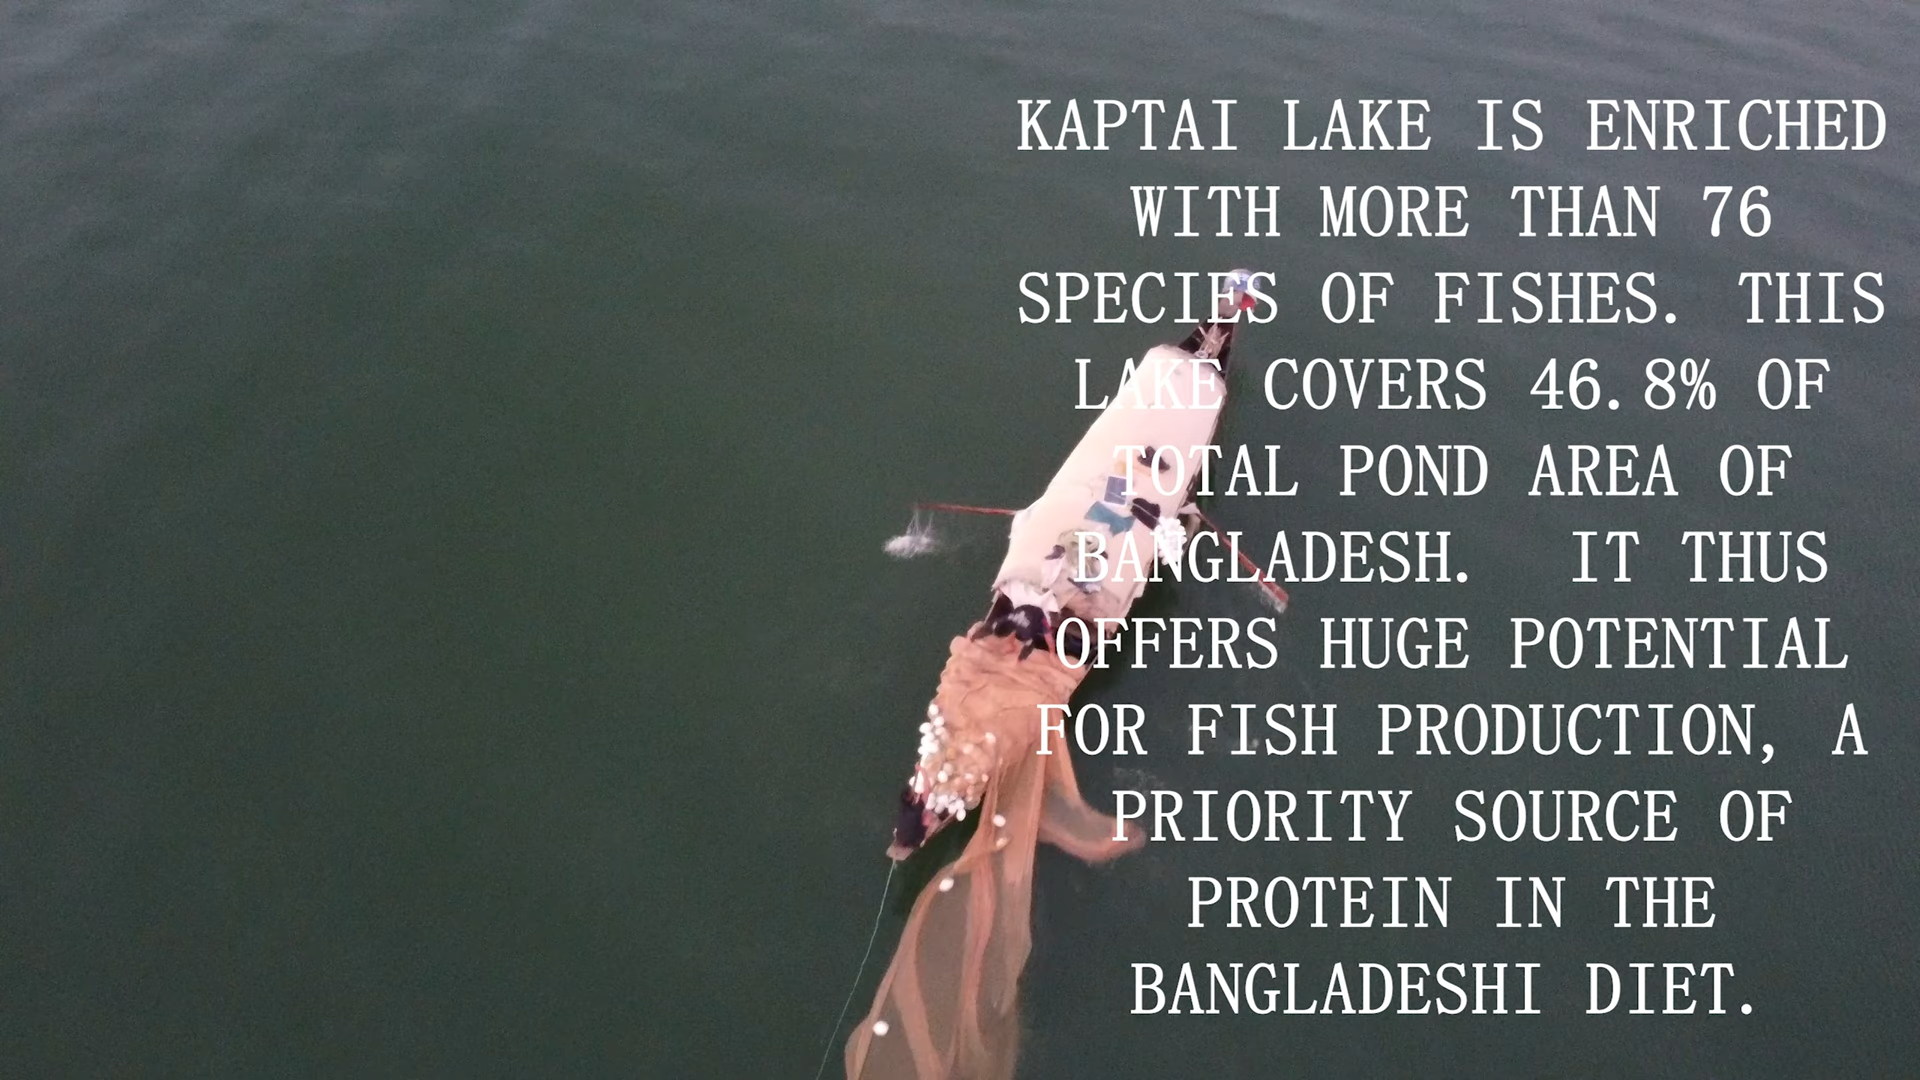 KAPTAI LAKE IS ENRICHED
WITH MORE THAN 76
SPECIES OF FISHES. THIS
LAKE COVERS 46.8% OF
TOTAL POND AREA OF
BANGLADESH.  IT THUS
OFFERS HUGE POTENTIAL
FOR FISH PRODUCTION, A
PRIORITY SOURCE OF
PROTEIN IN THE
BANGLADESHI DIET.